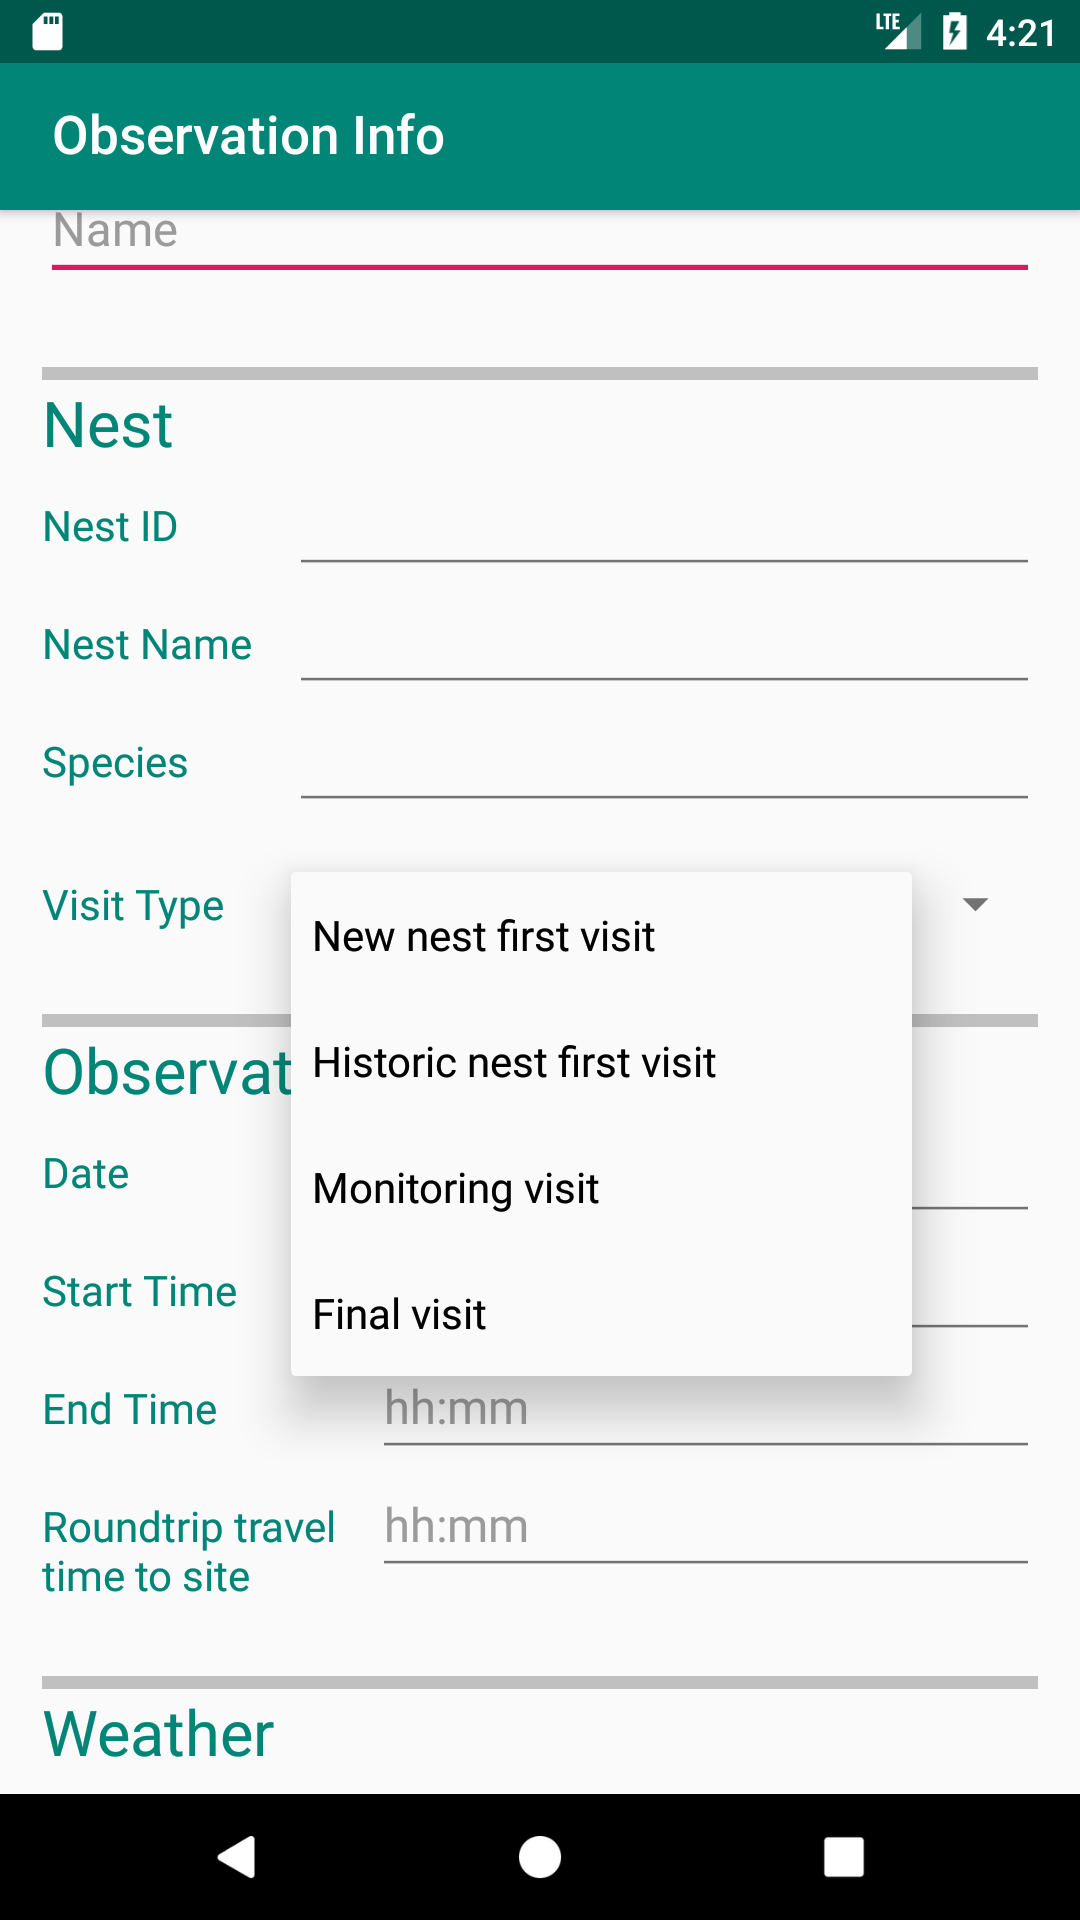 LTE 4:21
Observation Info
Name
Nest
Nest ID
Nest Name
Species
Visit Type
New nest first visit
Historic nest first visit
Monitoring visit
Final visit
Observat
Date
Start Time
End Time hh:mm
Roundtrip travel hh:mm
time to site
Weather